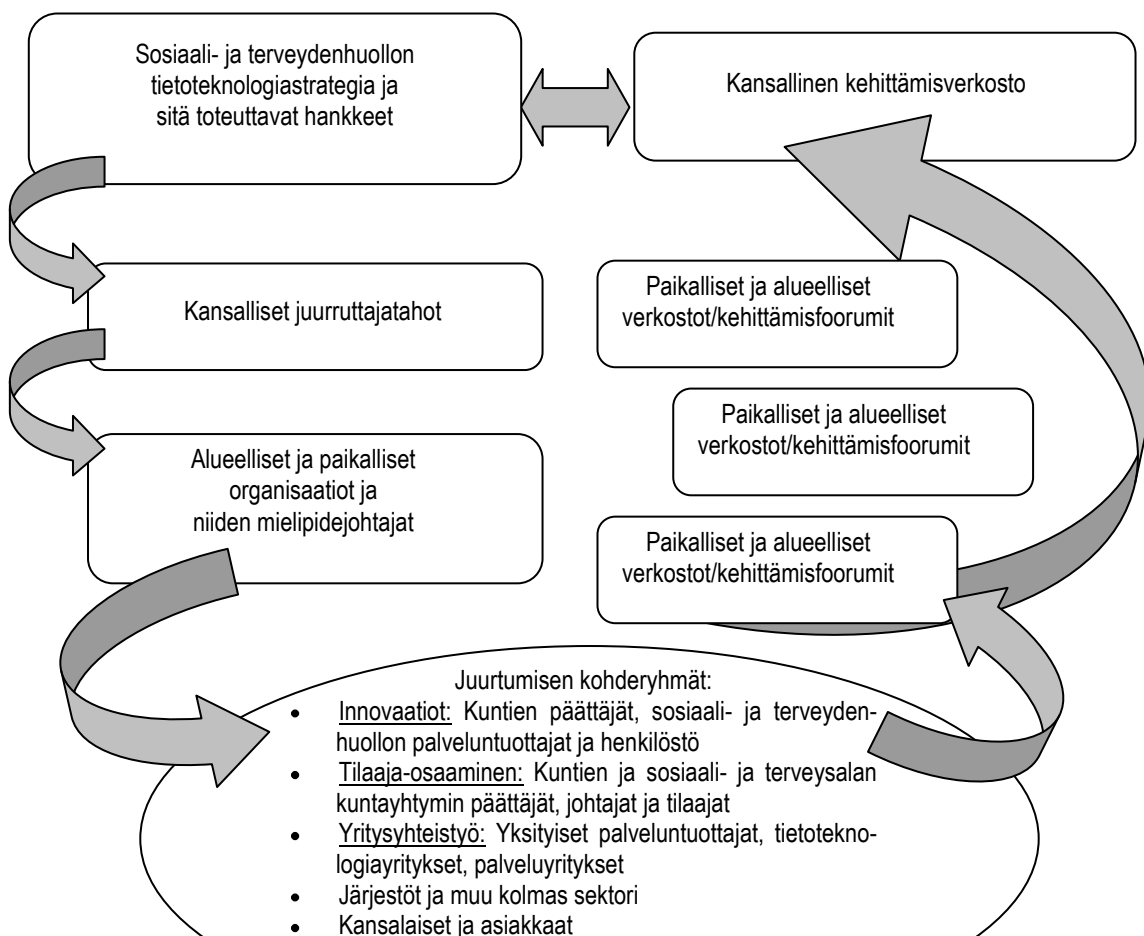 Sosiaali- ja terveydenhuollon
tietoteknologiastrategia ja
sitä toteuttavat hankkeet
Kansallinen kehittämisverkosto
Kansalliset juurruttajatahot
Paikalliset ja alueelliset
verkostot/kehittämisfoorumit
Paikalliset ja alueelliset
verkostot/kehittämisfoorumit
Alueelliset ja paikalliset
organisaatiot ja
niiden mielipidejohtajat
Paikalliset ja alueelliset
verkostot/kehittämisfoorumit
Juurtumisen kohderyhmät:
• Innovaatiot: Kuntien päättäjät, sosiaali- ja terveyden-
huollon palveluntuottajat ja henkilöstö
• Tilaaja-osaaminen: Kuntien ja sosiaali- ja terveysalan
kuntayhtymin päättäjät, johtajat ja tilaajat
• Yritysyhteistyö: Yksityiset palveluntuottajat, tietotekno-
logiayritykset, palveluyritykset
• Järjestöt ja muu kolmas sektori
• Kansalaiset ja asiakkaat